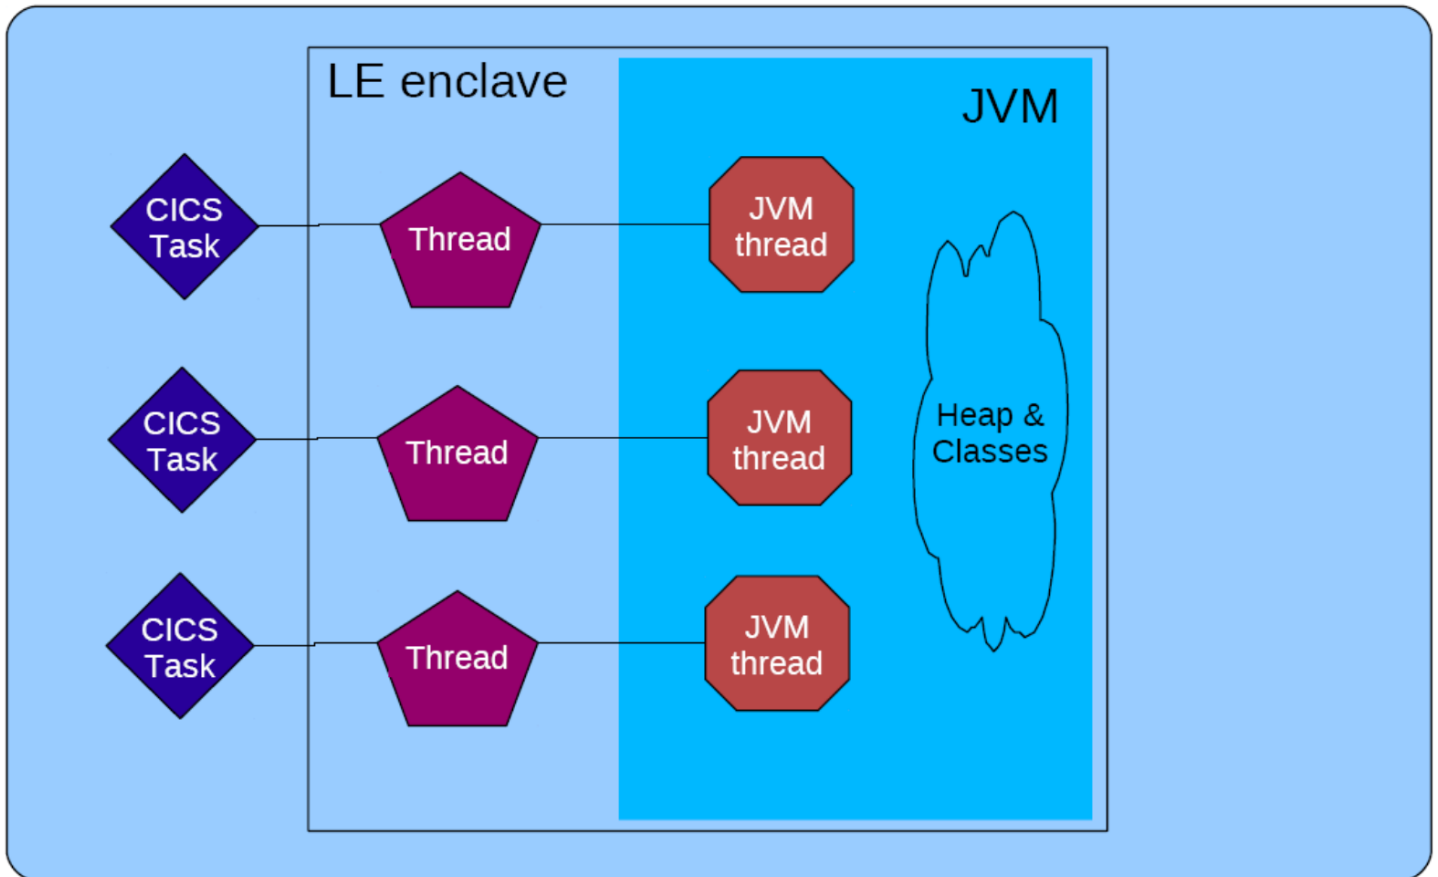 LE enclave
JVM
CICS
Task
Thread
JVM
thread
CICS
Task
Thread
JVM
thread
Heap &
Classes
CICS
Task
Thread
JVM
thread